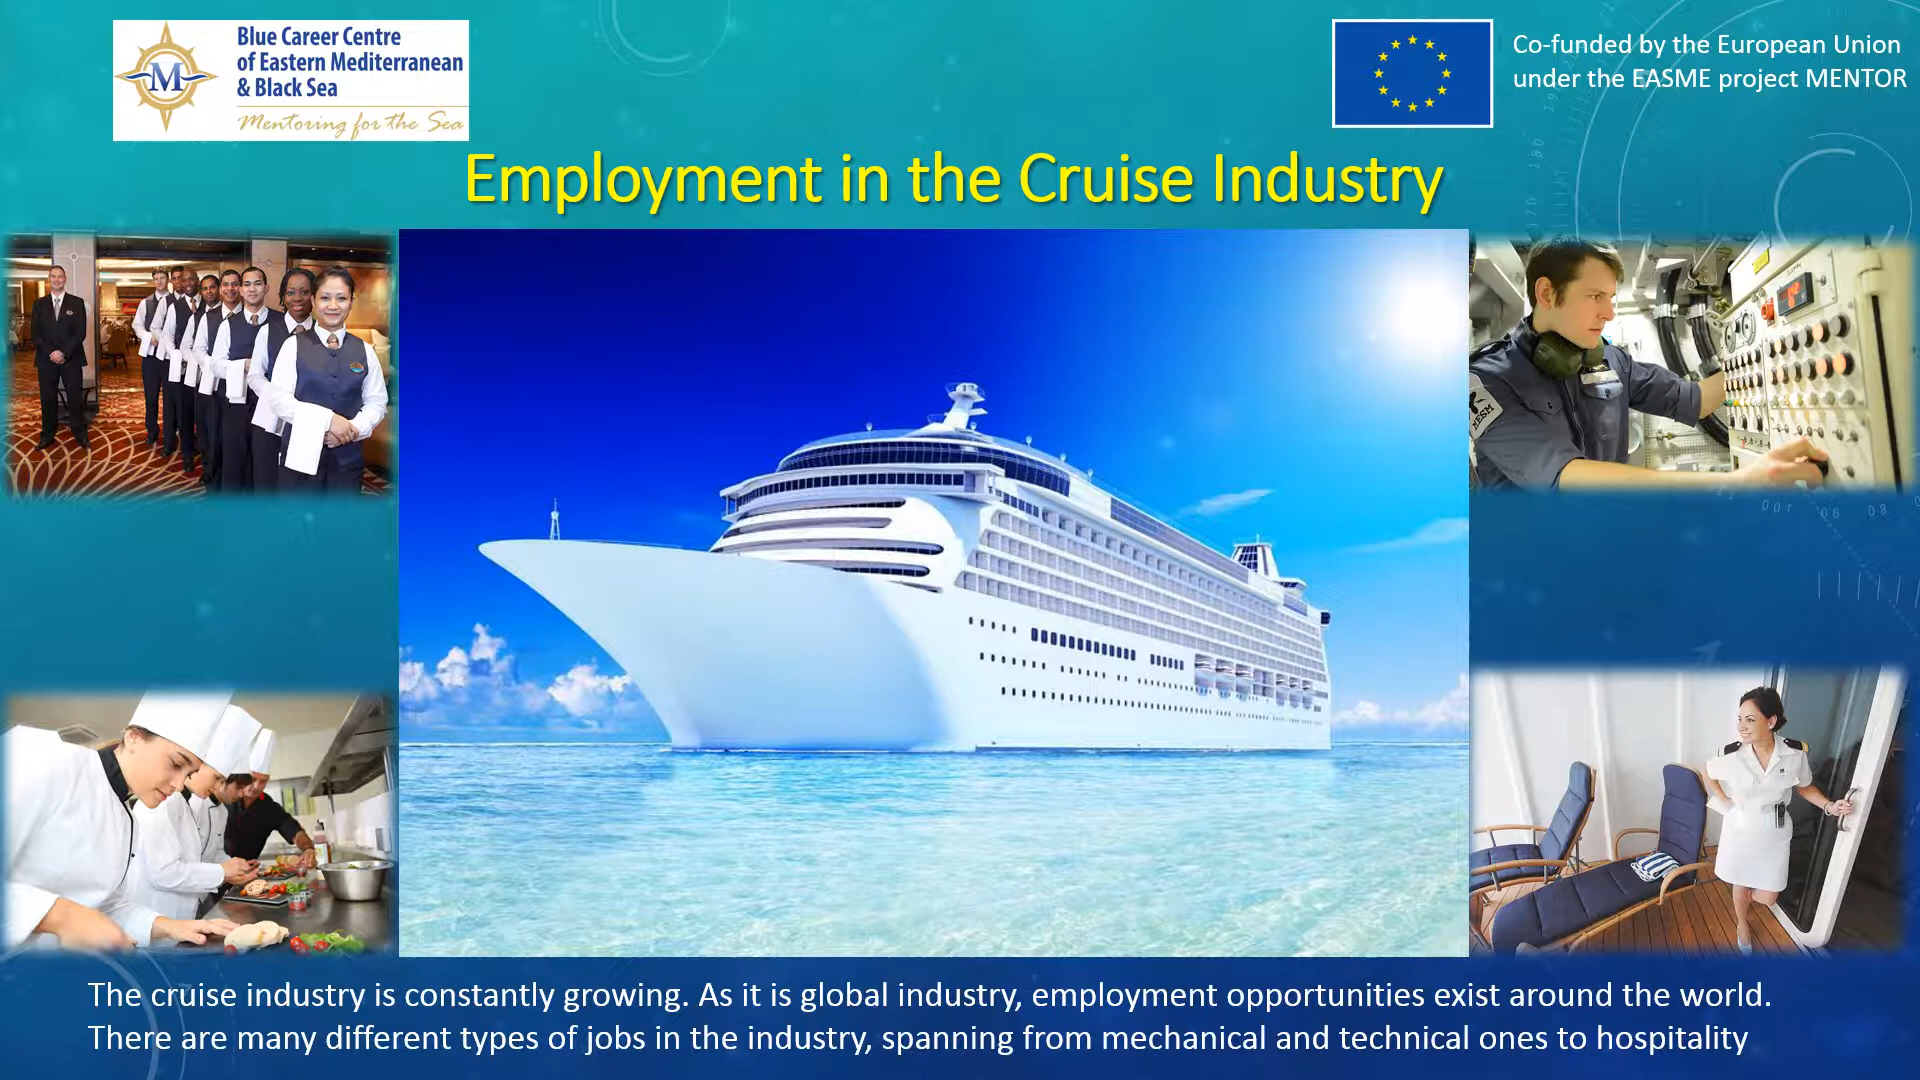 Blue Career Centre
of Eastern Mediterranean
& Black Sea
Mentoring for the Sea
M
Co-funded by the European Union
under the EASME project MENTOR
Employment in the Cruise Industry
MESM
The cruise industry is constantly growing. As it is global industry, employment opportunities exist around the world.
There are many different types of jobs in the industry, spanning from mechanical and technical ones to hospitality